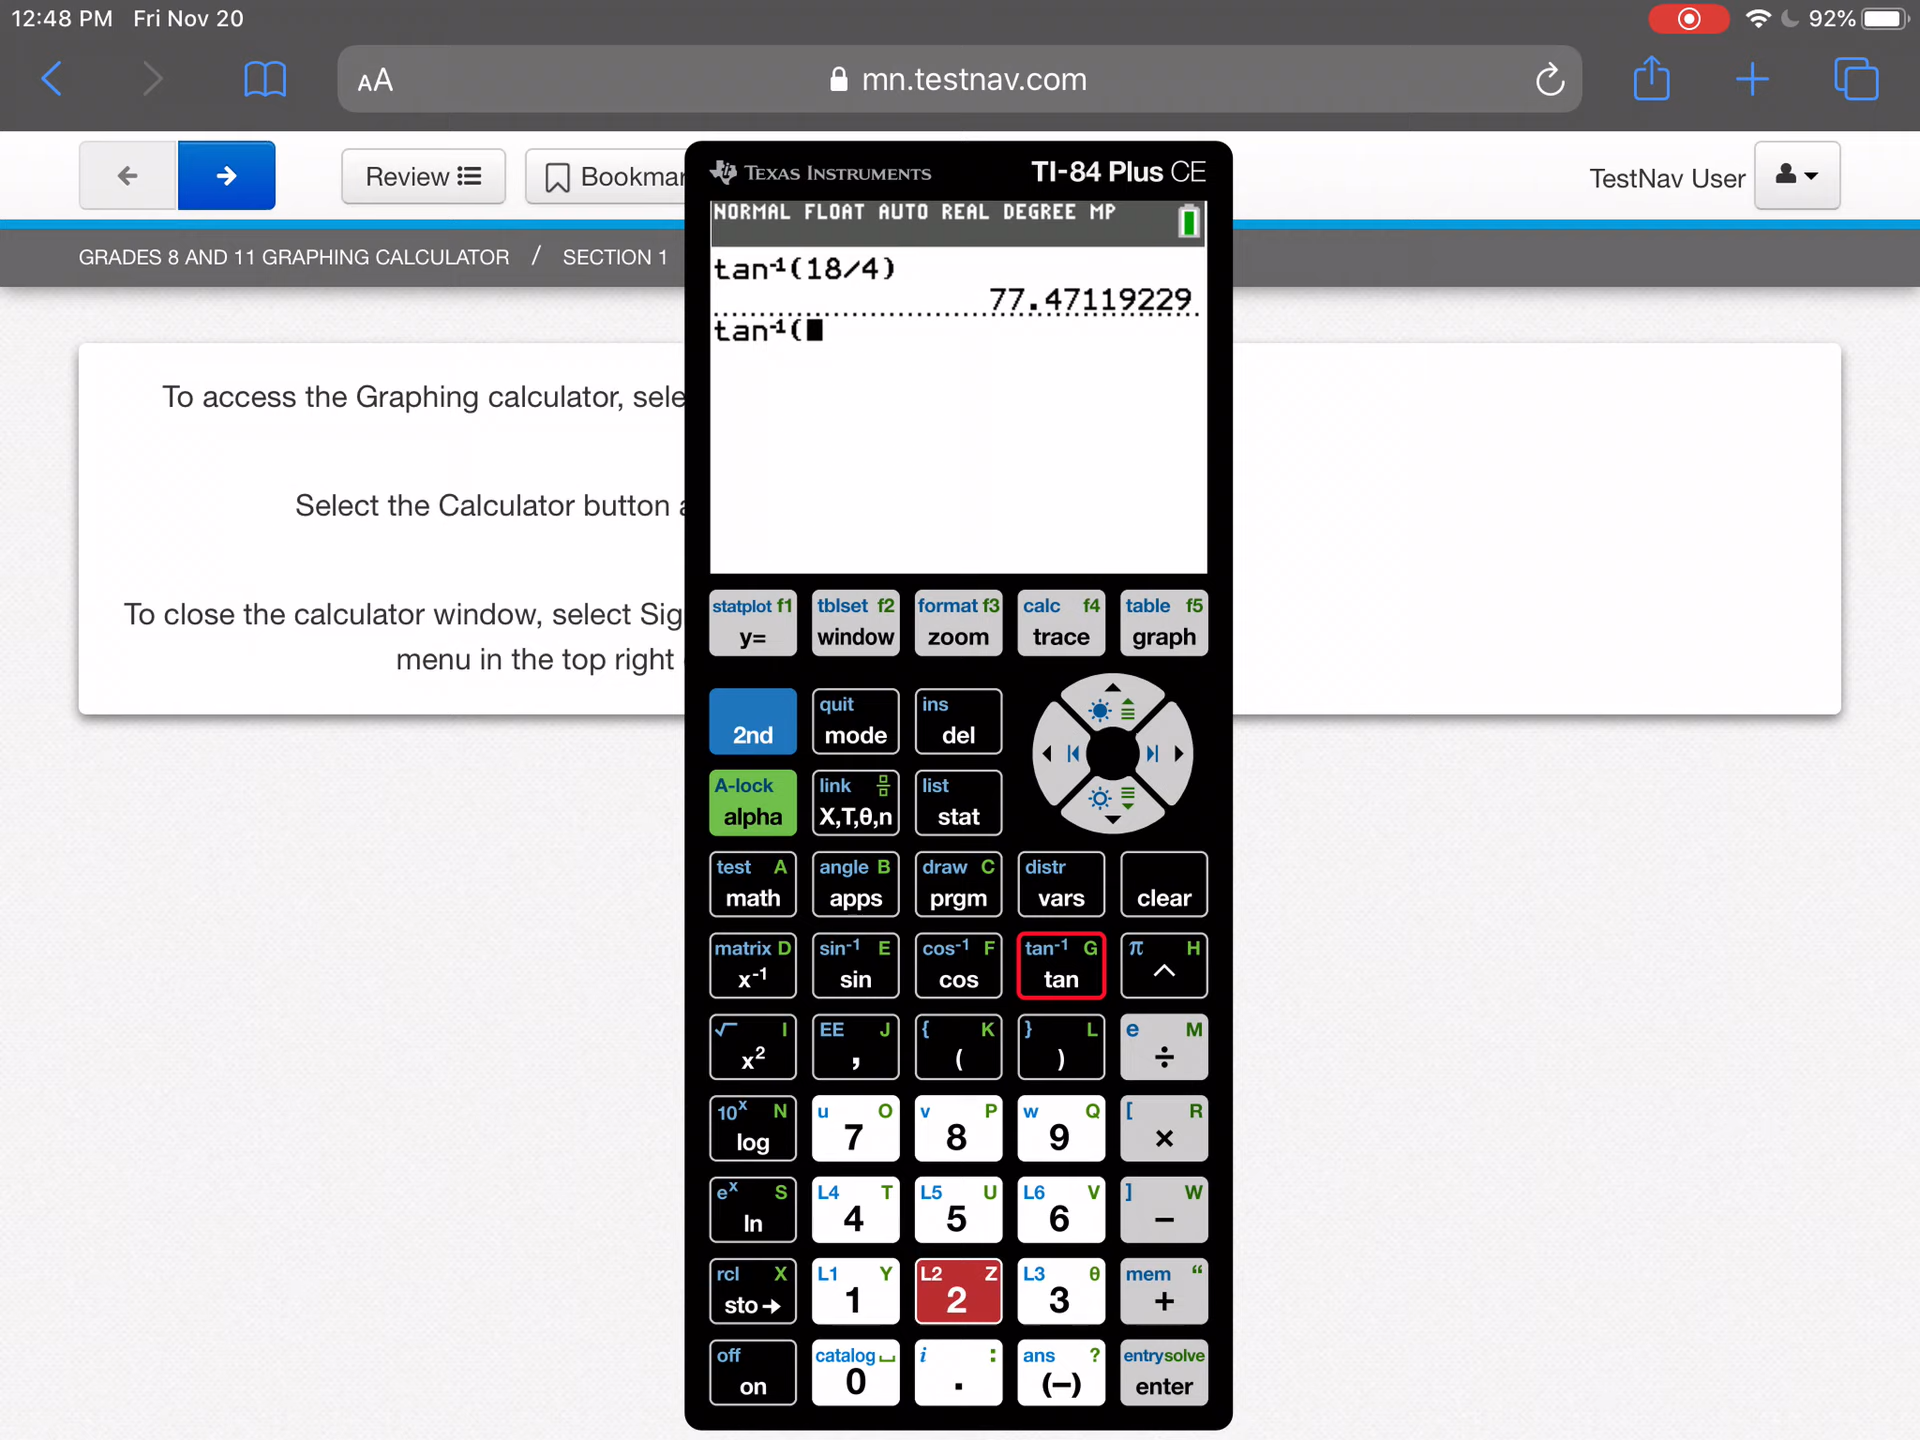 12:48 PM Fri Nov 20
92%
AA
mn.testnav.com
Review
Bookmar
TestNav User
GRADES 8 AND 11 GRAPHING CALCULATOR / SECTION 1
To access the Graphing calculator, sele
Select the Calculator button a
To close the calculator window, select Sig
menu in the top right
TEXAS INSTRUMENTS TI-84 Plus CE
NORMAL FLOAT AUTO REAL DEGREE MP
tan⁻¹(18/4)
77.47119229
tan⁻¹(
statplot f1 tblset f2 format f3 calc f4 table f5
y= window zoom trace graph
quit ins
2nd mode del
A-lock link list
alpha X,T,θ,n stat
test A angle B draw C distr
math apps prgm vars clear
matrix D sin⁻¹ E cos⁻¹ F tan⁻¹ G π H
x⁻¹ sin cos tan ^
√ I EE J { K } L e M
x² , ( ) ÷
10ˣ N u O v P w Q [ R
log 7 8 9 ×
eˣ S L4 T L5 U L6 V ] W
ln 4 5 6 −
rcl X L1 Y L2 Z L3 θ mem “
sto→ 1 2 3 +
off catalog i : ans ? entry solve
on 0 . (−) enter